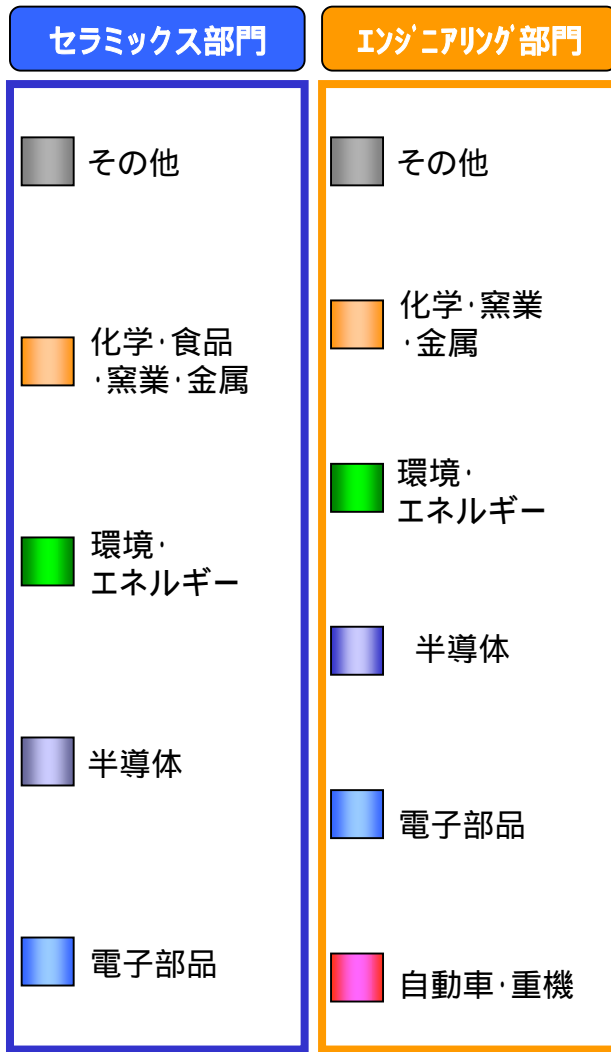 セラミックス部門
その他
化学・食品
・窯業・金属
環境・
エネルギー
半導体
電子部品
ｴﾝｼﾞﾆｱﾘﾝｸﾞ部門
その他
化学・窯業
・金属
環境・
エネルギー
半導体
電子部品
自動車・重機